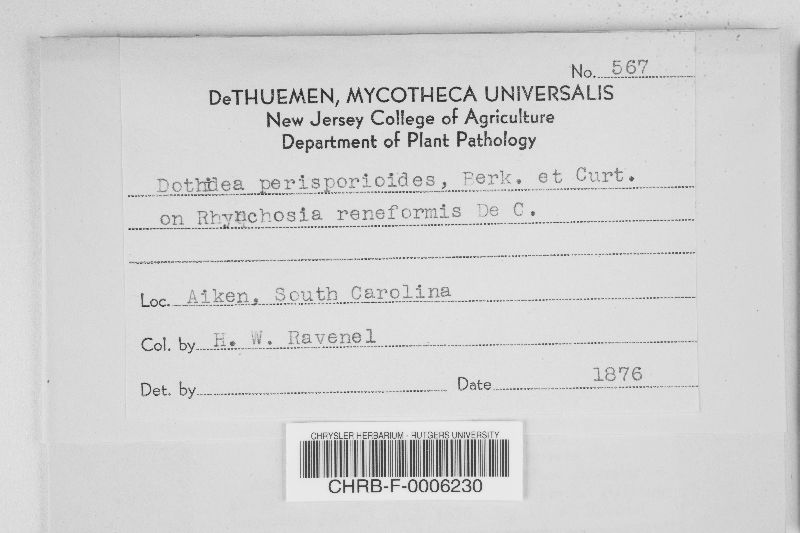 No. 567
DeTHUEMEN, MYCOTHECA UNIVERSALIS
New Jersey College of Agriculture
Department of Plant Pathology
Dothidea perisporioides, Berk. et Curt.
on Rhynchosia reneformis De C.
Loc. Aiken, South Carolina
Col. by H. W. Ravenel
Det. by Date 1876
CHRYSLER HERBARIUM - RUTGERS UNIVERSITY
CHRB-F-0006230